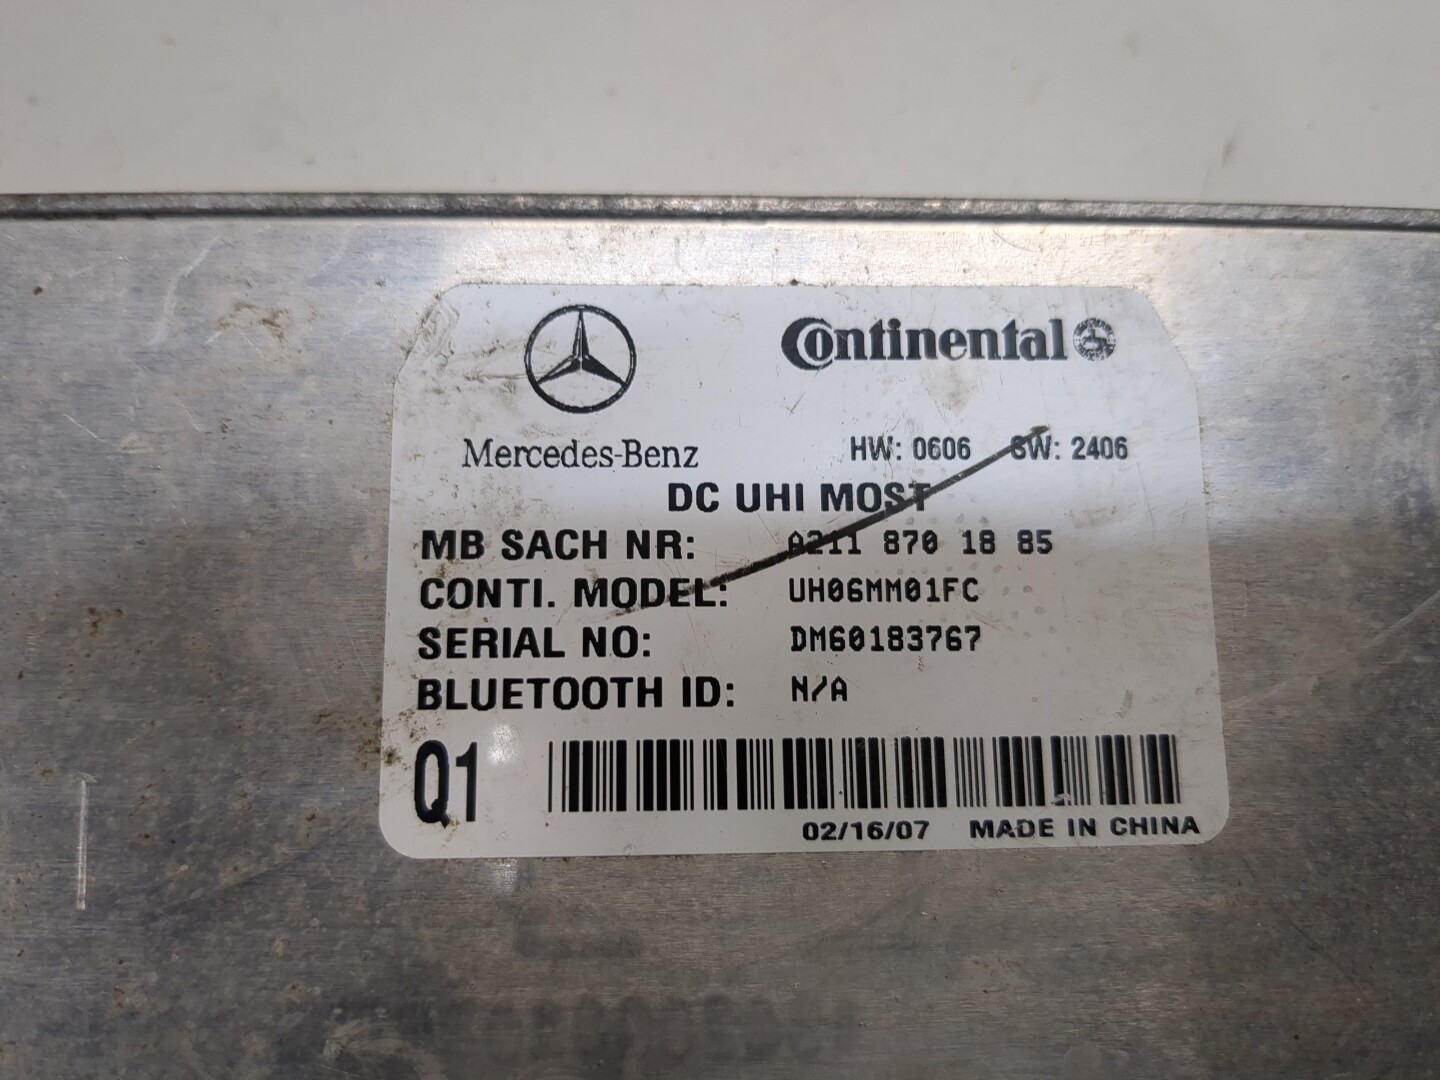 Continental
Mercedes-Benz
HW: 0606 SW: 2406
DC UHI MOST
MB SACH NR: A211 870 18 85
CONTI. MODEL: UH06MM01FC
SERIAL NO: DM60183767
BLUETOOTH ID: N/A
Q1
02/16/07 MADE IN CHINA